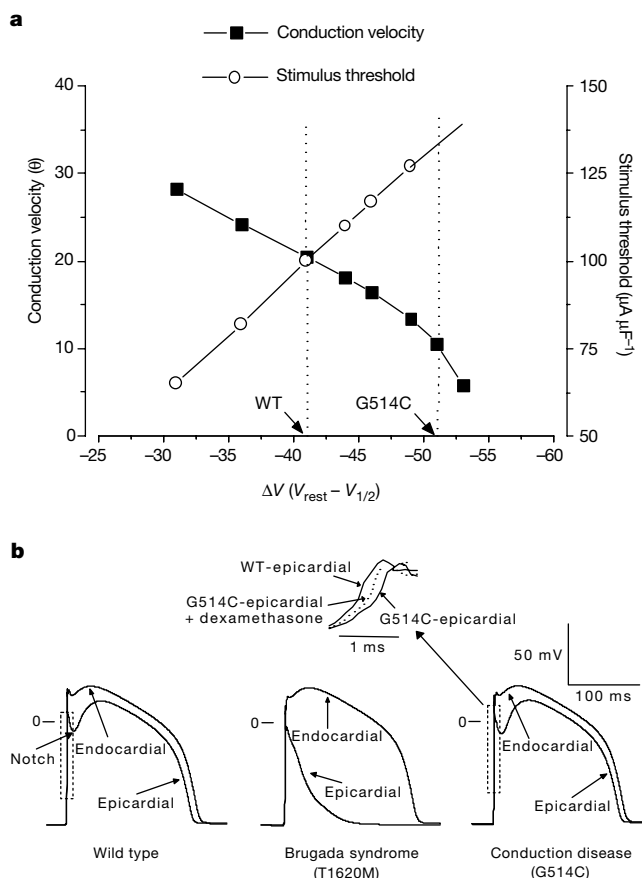 a
Conduction velocity
Stimulus threshold
40
30
20
10
0
Conduction velocity (θ)
150
125
100
75
50
Stimulus threshold (μA μF⁻¹)
WT
G514C
–25 –30 –35 –40 –45 –50 –55 –60
ΔV (Vrest – V1/2)
b
WT-epicardial
G514C-epicardial
+ dexamethasone
G514C-epicardial
1 ms
50 mV
100 ms
0
Notch
Endocardial
Epicardial
Wild type
0
Endocardial
Epicardial
Brugada syndrome
(T1620M)
0
Endocardial
Epicardial
Conduction disease
(G514C)